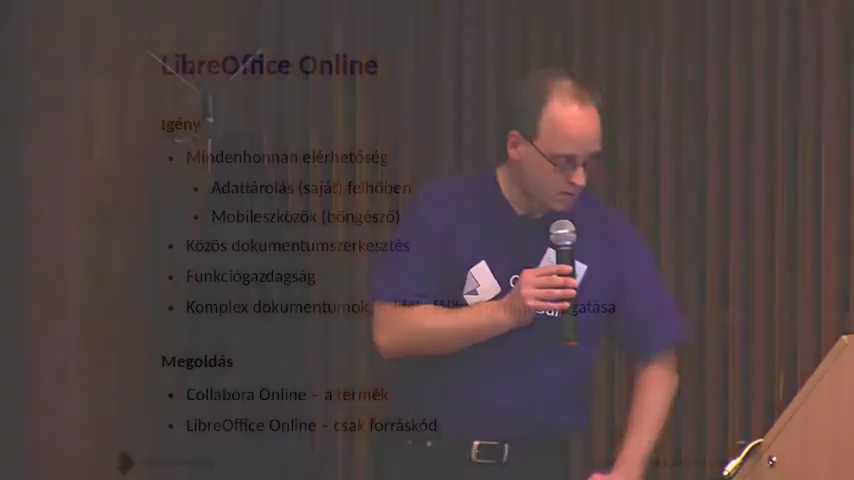 LibreOffice Online
Igény
• Mindenhonnan elérhetőség
• Adattárolás (saját) felhőben
• Mobileszközök (böngésző)
• Közös dokumentumszerkesztés
• Funkciógazdagság
• Komplex dokumentumok
Megoldás
• Collabora Online – a termék
• LibreOffice Online – csak forráskód